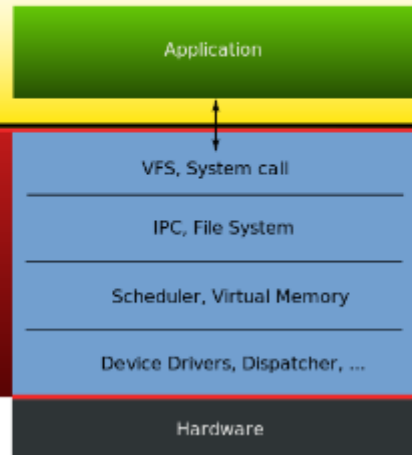 Application
VFS, System call
IPC, File System
Scheduler, Virtual Memory
Device Drivers, Dispatcher, ...
Hardware